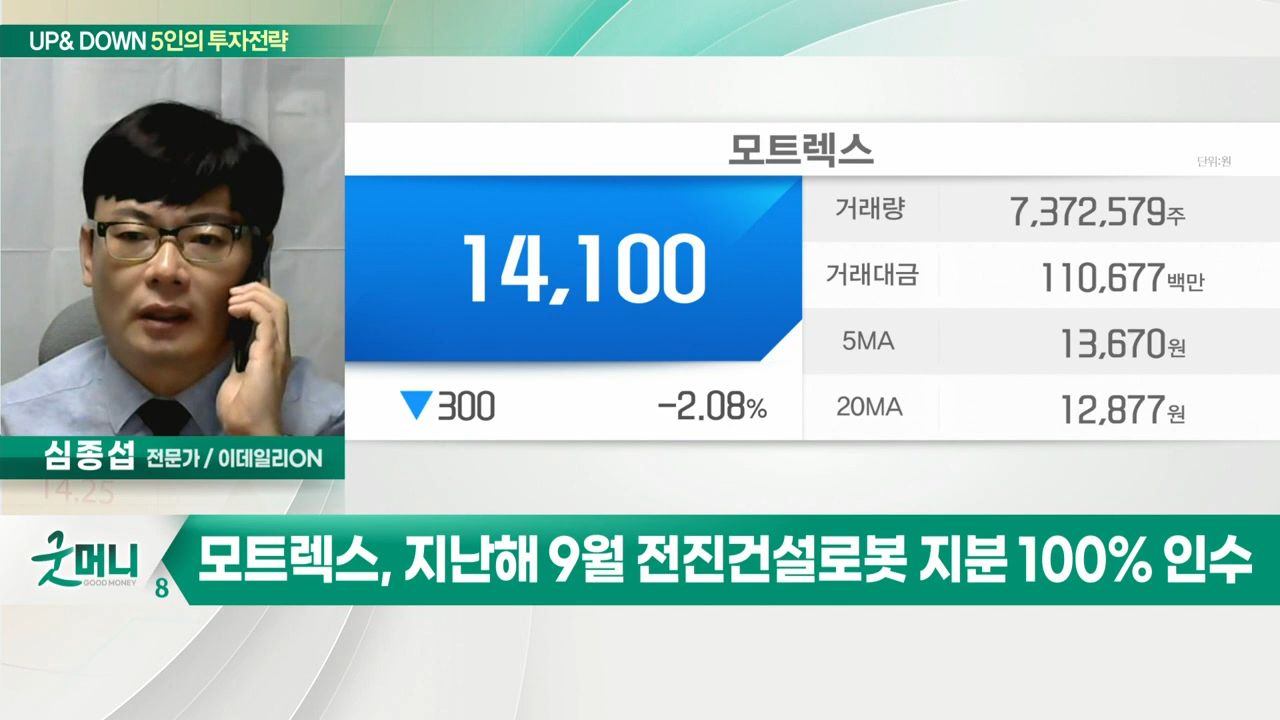 UP& DOWN 5인의 투자전략
모트렉스
단위:원
14,100
▼300 -2.08%
거래량 7,372,579주
거래대금 110,677백만
5MA 13,670원
20MA 12,877원
심종섭 전문가 / 이데일리ON
14.25
굿머니
GOOD MONEY
8
모트렉스, 지난해 9월 전진건설로봇 지분 100% 인수